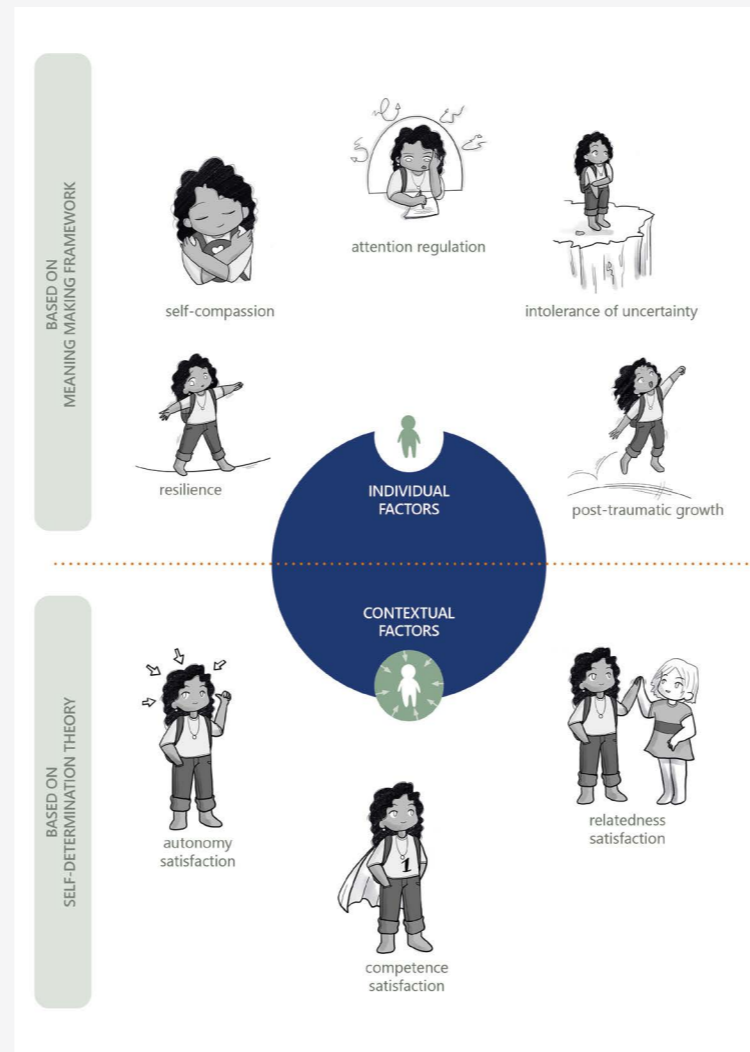 BASED ON
MEANING MAKING FRAMEWORK
attention regulation
self-compassion
intolerance of uncertainty
resilience
post-traumatic growth
INDIVIDUAL
FACTORS
CONTEXTUAL
FACTORS
BASED ON
SELF-DETERMINATION THEORY
autonomy
satisfaction
1
competence
satisfaction
relatedness
satisfaction